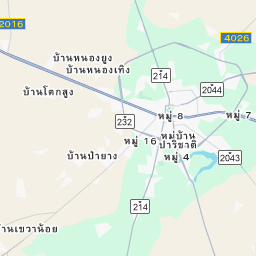 2016
4026
บ้านหนองยูง
บ้านหนองเทิง
214
2044
บ้านโตกสูง
232
หมู่ 8
หมู่ 7
หมู่ 16
หมู่บ้าน
ปาริชาติ
บ้านป่ายาง
หมู่ 4
2043
214
214
บ้านเขวาน้อย